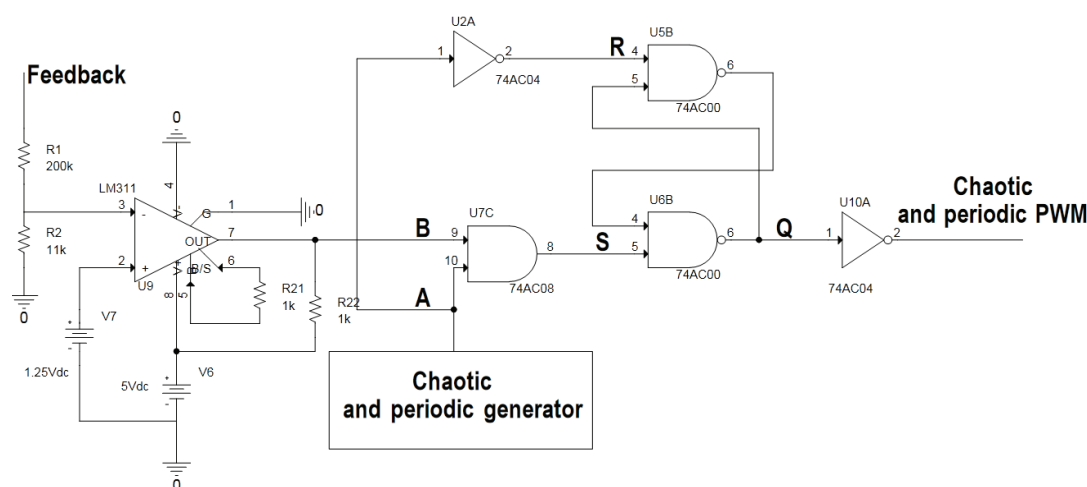 Feedback
0
R1
200k
R2
11k
0
LM311
4
V-
G
1
0
3
-
7
OUT
2
+
V+
B
B/S
6
U9
5
8
R21
1k
R22
1k
V7
+
-
1.25Vdc
V6
+
5Vdc
-
0
U2A
1
2
74AC04
R
U5B
4
5
6
74AC00
U7C
B
9
10
8
74AC08
A
S
U6B
4
5
6
74AC00
Q
U10A
1
2
74AC04
Chaotic
and periodic PWM
Chaotic
and periodic generator